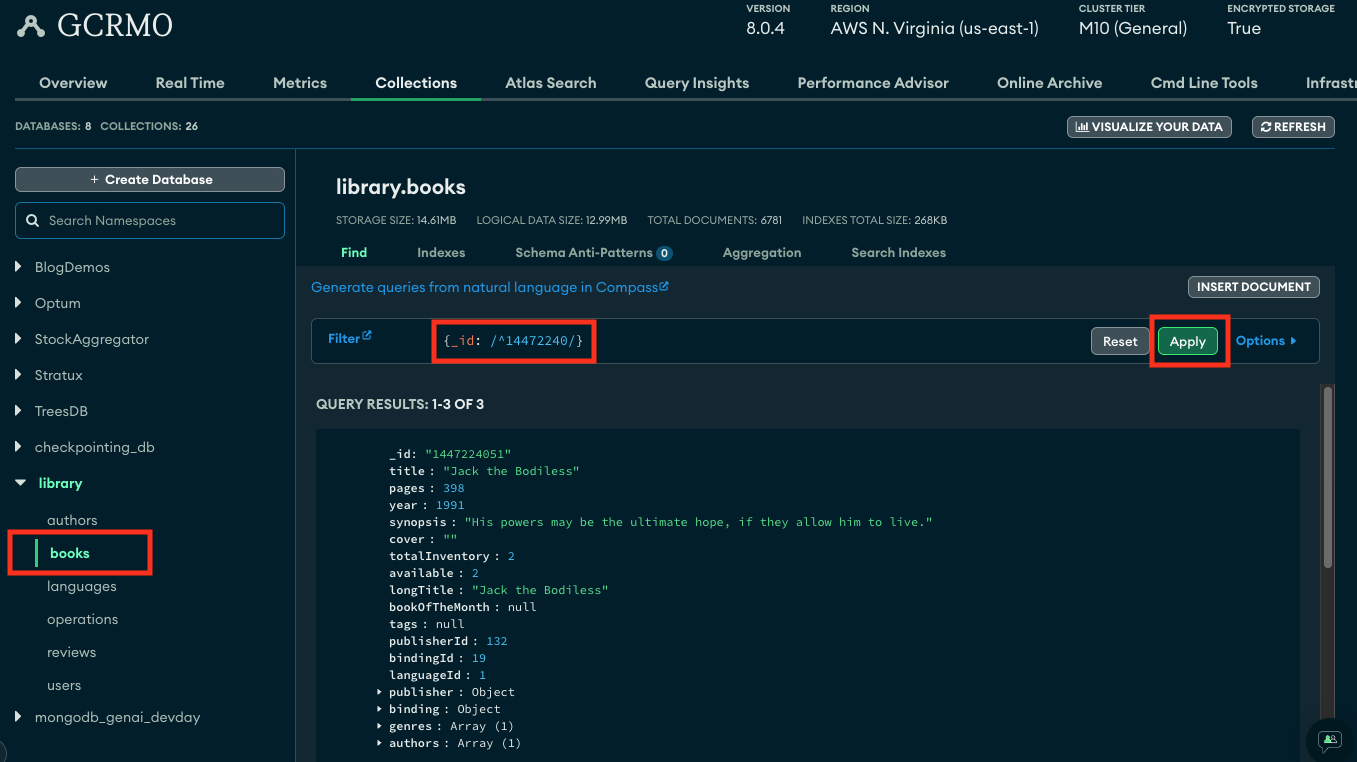 GCRMO
VERSION
8.0.4
REGION
AWS N. Virginia (us-east-1)
CLUSTER TIER
M10 (General)
ENCRYPTED STORAGE
True
Overview Real Time Metrics Collections Atlas Search Query Insights Performance Advisor Online Archive Cmd Line Tools Infrastr
DATABASES: 8 COLLECTIONS: 26
VISUALIZE YOUR DATA REFRESH
+ Create Database
Search Namespaces
BlogDemos
Optum
StockAggregator
Stratux
TreesDB
checkpointing_db
library
authors
books
languages
operations
reviews
users
mongodb_genai_devday
library.books
STORAGE SIZE: 14.61MB LOGICAL DATA SIZE: 12.99MB TOTAL DOCUMENTS: 6781 INDEXES TOTAL SIZE: 268KB
Find Indexes Schema Anti-Patterns 0 Aggregation Search Indexes
Generate queries from natural language in Compass
INSERT DOCUMENT
Filter {_id: /^14472240/} Reset Apply Options
QUERY RESULTS: 1-3 OF 3
_id: "1447224051"
title : "Jack the Bodiless"
pages : 398
year : 1991
synopsis : "His powers may be the ultimate hope, if they allow him to live."
cover : ""
totalInventory : 2
available : 2
longTitle : "Jack the Bodiless"
bookOfTheMonth : null
tags : null
publisherId : 132
bindingId : 19
languageId : 1
publisher : Object
binding : Object
genres : Array (1)
authors : Array (1)